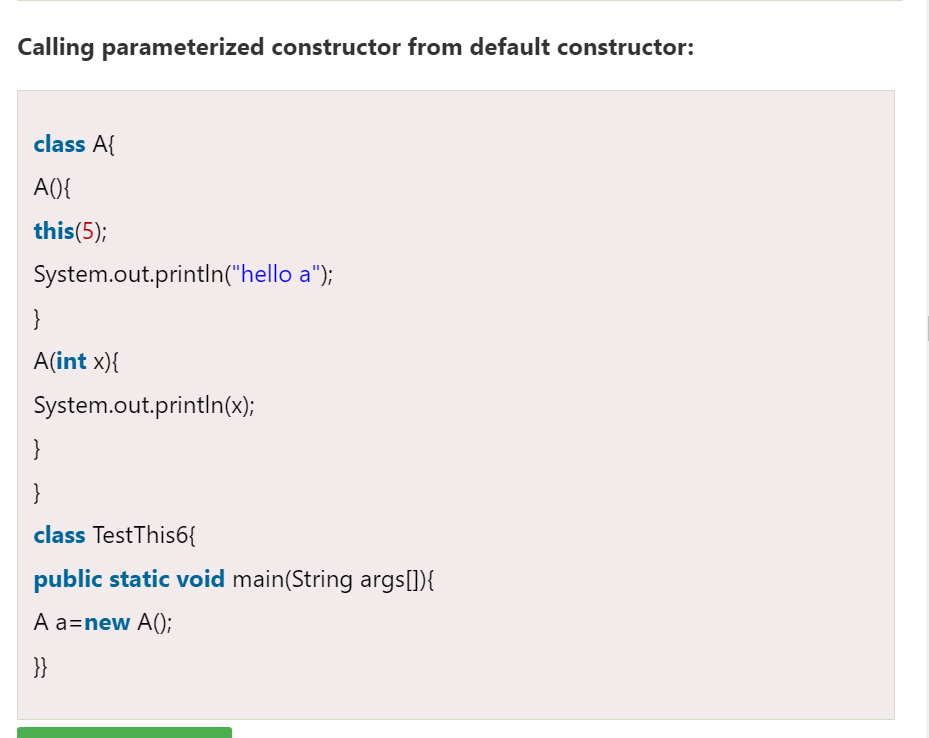 Calling parameterized constructor from default constructor:
class A{
A(){
this(5);
System.out.println("hello a");
}
A(int x){
System.out.println(x);
}
}
class TestThis6{
public static void main(String args[]){
A a=new A();
}}